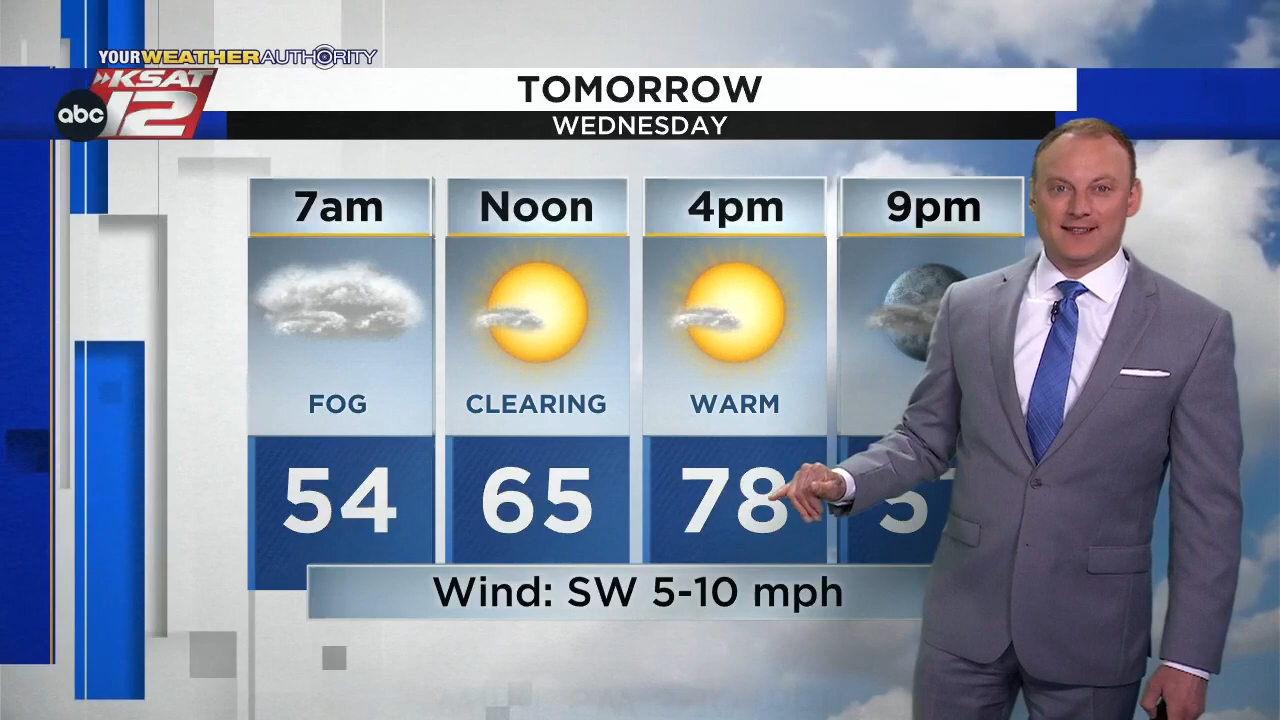 YOUR WEATHER AUTHORITY
KSAT
abc 12
TOMORROW
WEDNESDAY
7am Noon 4pm 9pm
FOG CLEARING WARM
54 65 78
Wind: SW 5-10 mph